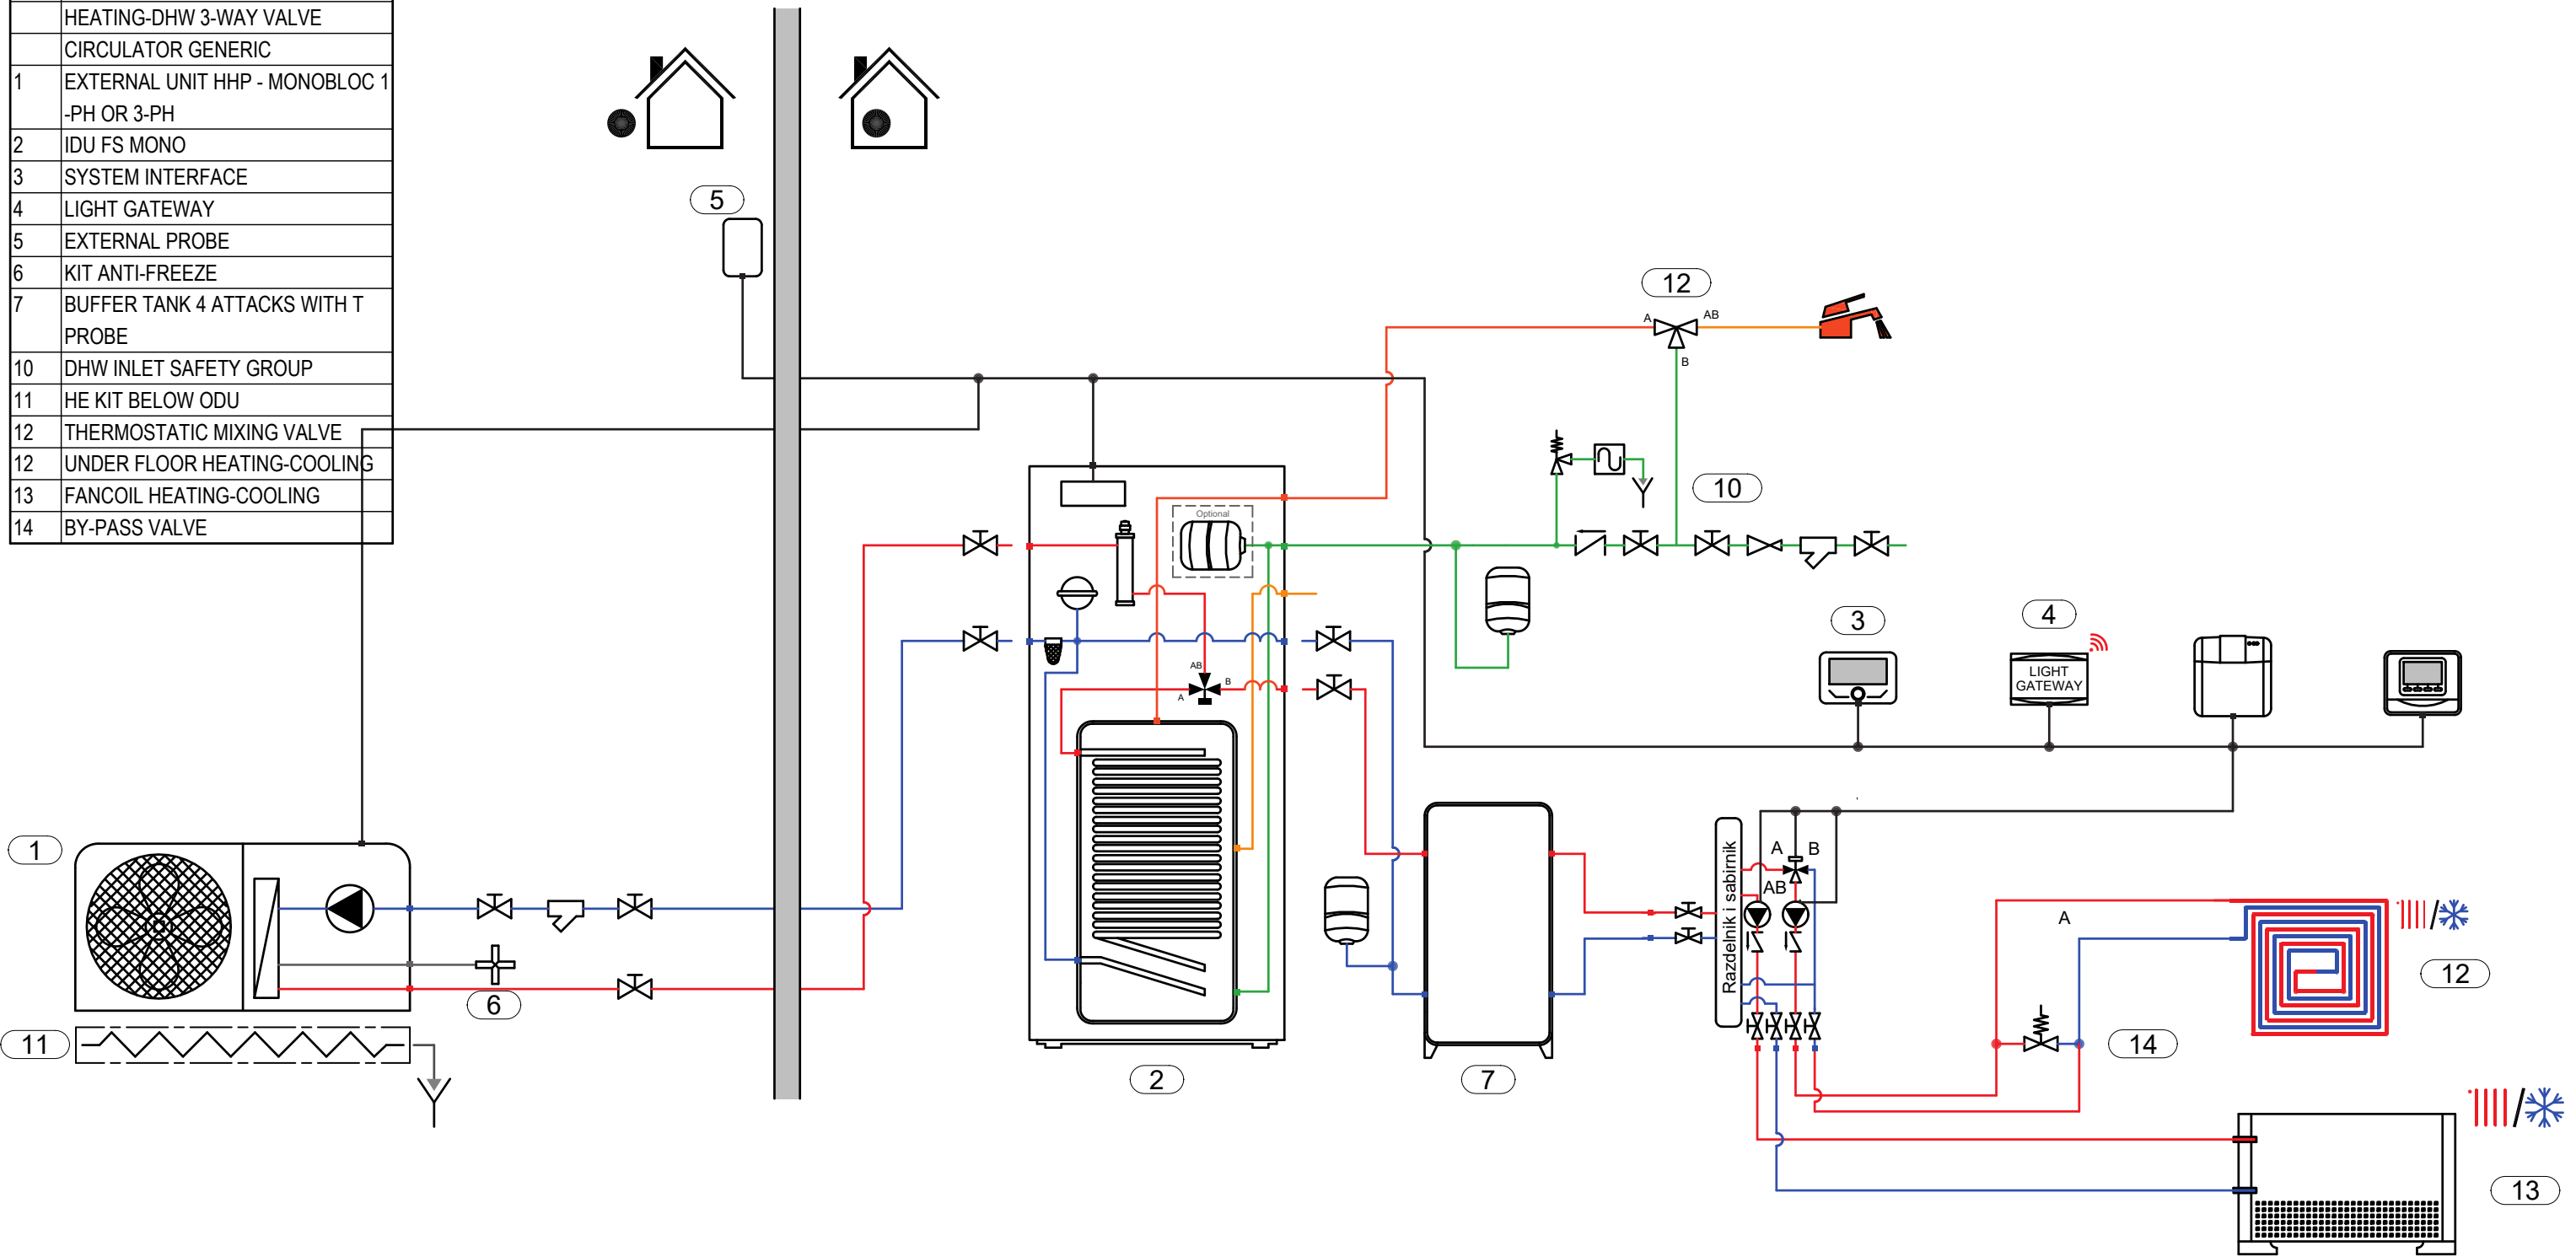 HEATING-DHW 3-WAY VALVE
CIRCULATOR GENERIC
1 EXTERNAL UNIT HHP - MONOBLOC 1
-PH OR 3-PH
2 IDU FS MONO
3 SYSTEM INTERFACE
4 LIGHT GATEWAY
5 EXTERNAL PROBE
6 KIT ANTI-FREEZE
7 BUFFER TANK 4 ATTACKS WITH T
PROBE
10 DHW INLET SAFETY GROUP
11 HE KIT BELOW ODU
12 THERMOSTATIC MIXING VALVE
12 UNDER FLOOR HEATING-COOLING
13 FANCOIL HEATING-COOLING
14 BY-PASS VALVE
5
12
A
AB
B
10
Optional
3
4
LIGHT
GATEWAY
AB
A
B
1
6
11
2
7
Razdelnik i sabirnik
A
B
AB
A
12
14
13